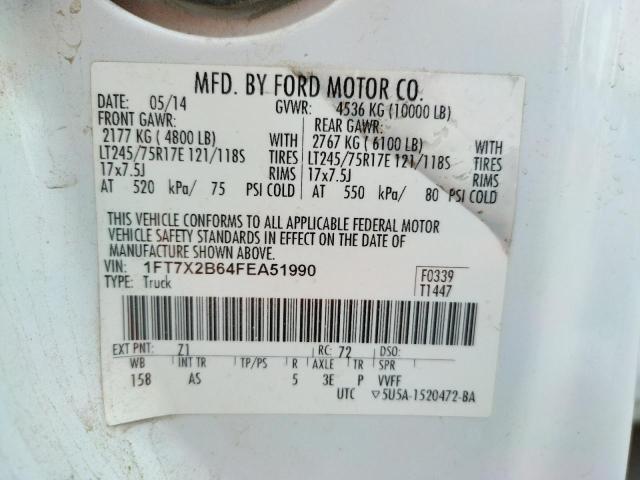 MFD. BY FORD MOTOR CO.
DATE: 05/14 GVWR: 4536 KG (10000 LB)
FRONT GAWR: REAR GAWR:
2177 KG ( 4800 LB) WITH 2767 KG ( 6100 LB) WITH
LT245/75R17E 121/118S TIRES LT245/75R17E 121/118S TIRES
17x7.5J RIMS 17x7.5J RIMS
AT 520 kPa/ 75 PSI COLD AT 550 kPa/ 80 PSI COLD
THIS VEHICLE CONFORMS TO ALL APPLICABLE FEDERAL MOTOR
VEHICLE SAFETY STANDARDS IN EFFECT ON THE DATE OF
MANUFACTURE SHOWN ABOVE.
VIN: 1FT7X2B64FEA51990 F0339
TYPE: Truck T1447
EXT PNT: Z1 RC: 72 DSO:
WB INT TR TP/PS R AXLE TR SPR
158 AS 5 3E P VVFF
UTC ▽5U5A-1520472-BA